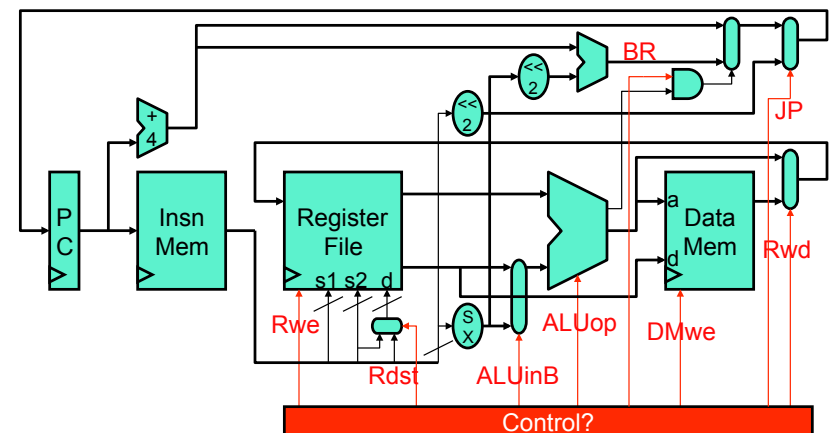 BR
<<
2
<<
2
+
4
JP
P
C
Insn
Mem
Register
File
s1 s2 d
a
d
Data
Mem
Rwd
S
X
Rwe
Rdst
ALUinB
ALUop
DMwe
Control?